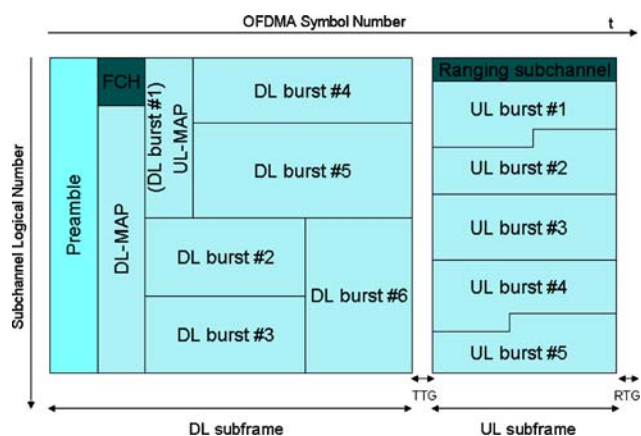 OFDMA Symbol Number
t
Subchannel Logical Number
Preamble
FCH
DL-MAP
(DL burst #1)
UL-MAP
DL burst #4
DL burst #5
DL burst #2
DL burst #3
DL burst #6
Ranging subchannel
UL burst #1
UL burst #2
UL burst #3
UL burst #4
UL burst #5
TTG
RTG
DL subframe
UL subframe